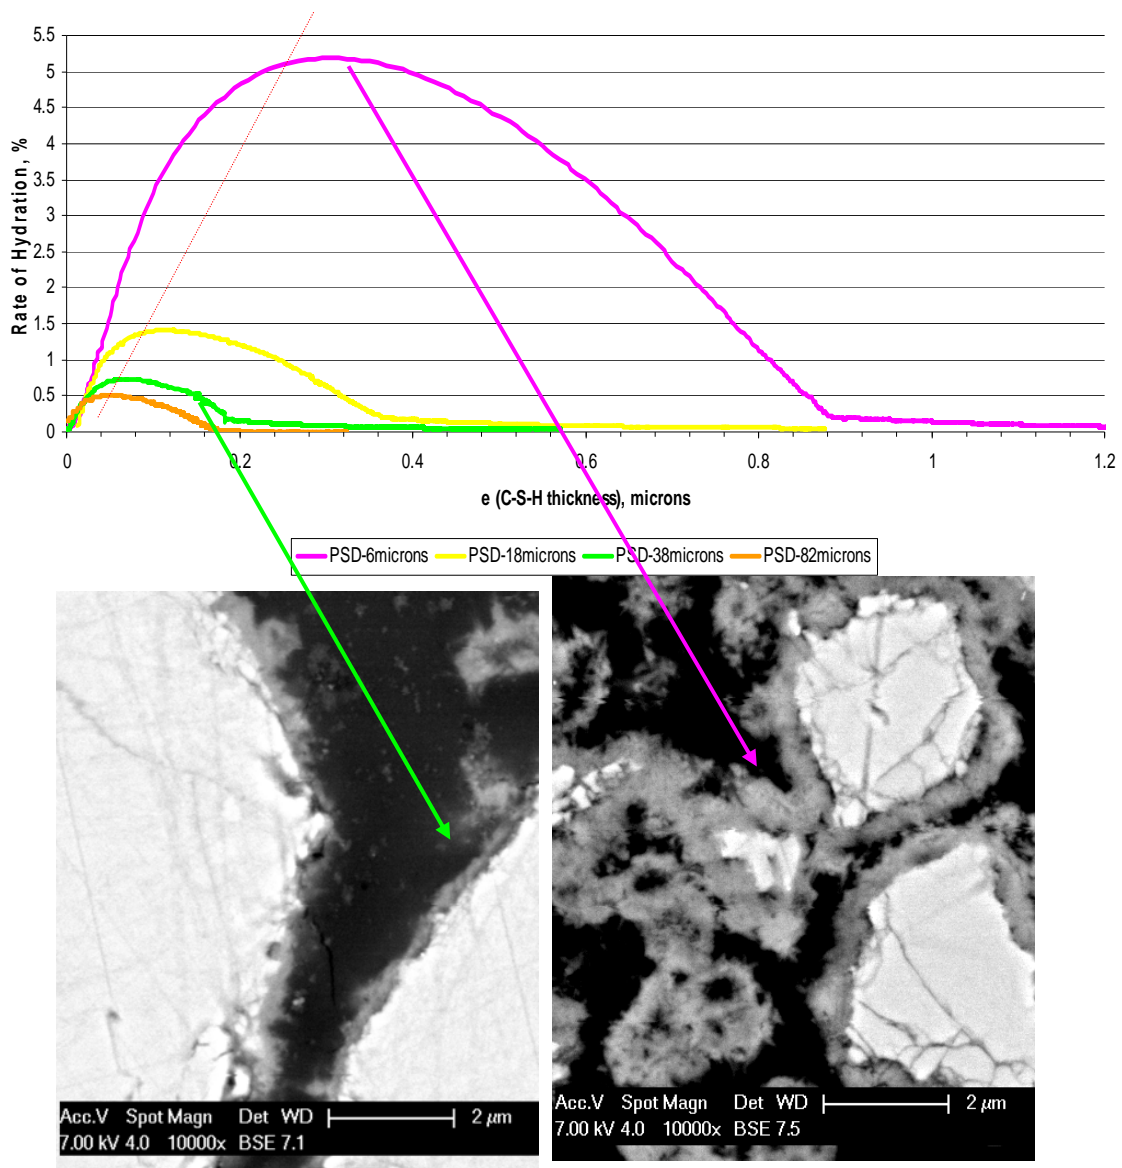 5.5
5
4.5
4
3.5
3
2.5
2
1.5
1
0.5
0
Rate of Hydration, %
0 0.2 0.4 0.6 0.8 1 1.2
e (C-S-H thickness), microns
PSD-6microns PSD-18microns PSD-38microns PSD-82microns
Acc.V Spot Magn Det WD 2 µm
7.00 kV 4.0 10000x BSE 7.1
Acc.V Spot Magn Det WD 2 µm
7.00 kV 4.0 10000x BSE 7.5